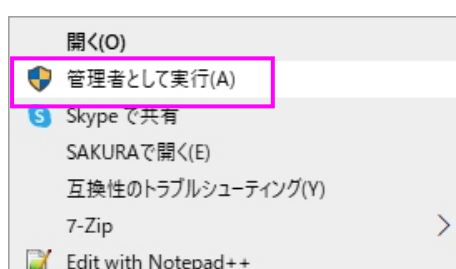 開く(O)
管理者として実行(A)
Skype で共有
SAKURAで開く(E)
互換性のトラブルシューティング(Y)
7-Zip
Edit with Notepad++